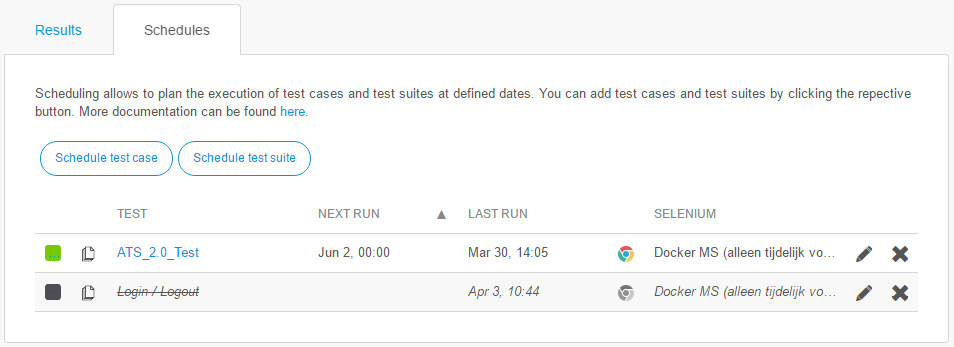 Results
Schedules
Scheduling allows to plan the execution of test cases and test suites at defined dates. You can add test cases and test suites by clicking the repective
button. More documentation can be found here.
Schedule test case Schedule test suite
TEST NEXT RUN ▲ LAST RUN SELENIUM
ATS_2.0_Test Jun 2, 00:00 Mar 30, 14:05 Docker MS (alleen tijdelijk vo...
Login / Logout Apr 3, 10:44 Docker MS (alleen tijdelijk vo...